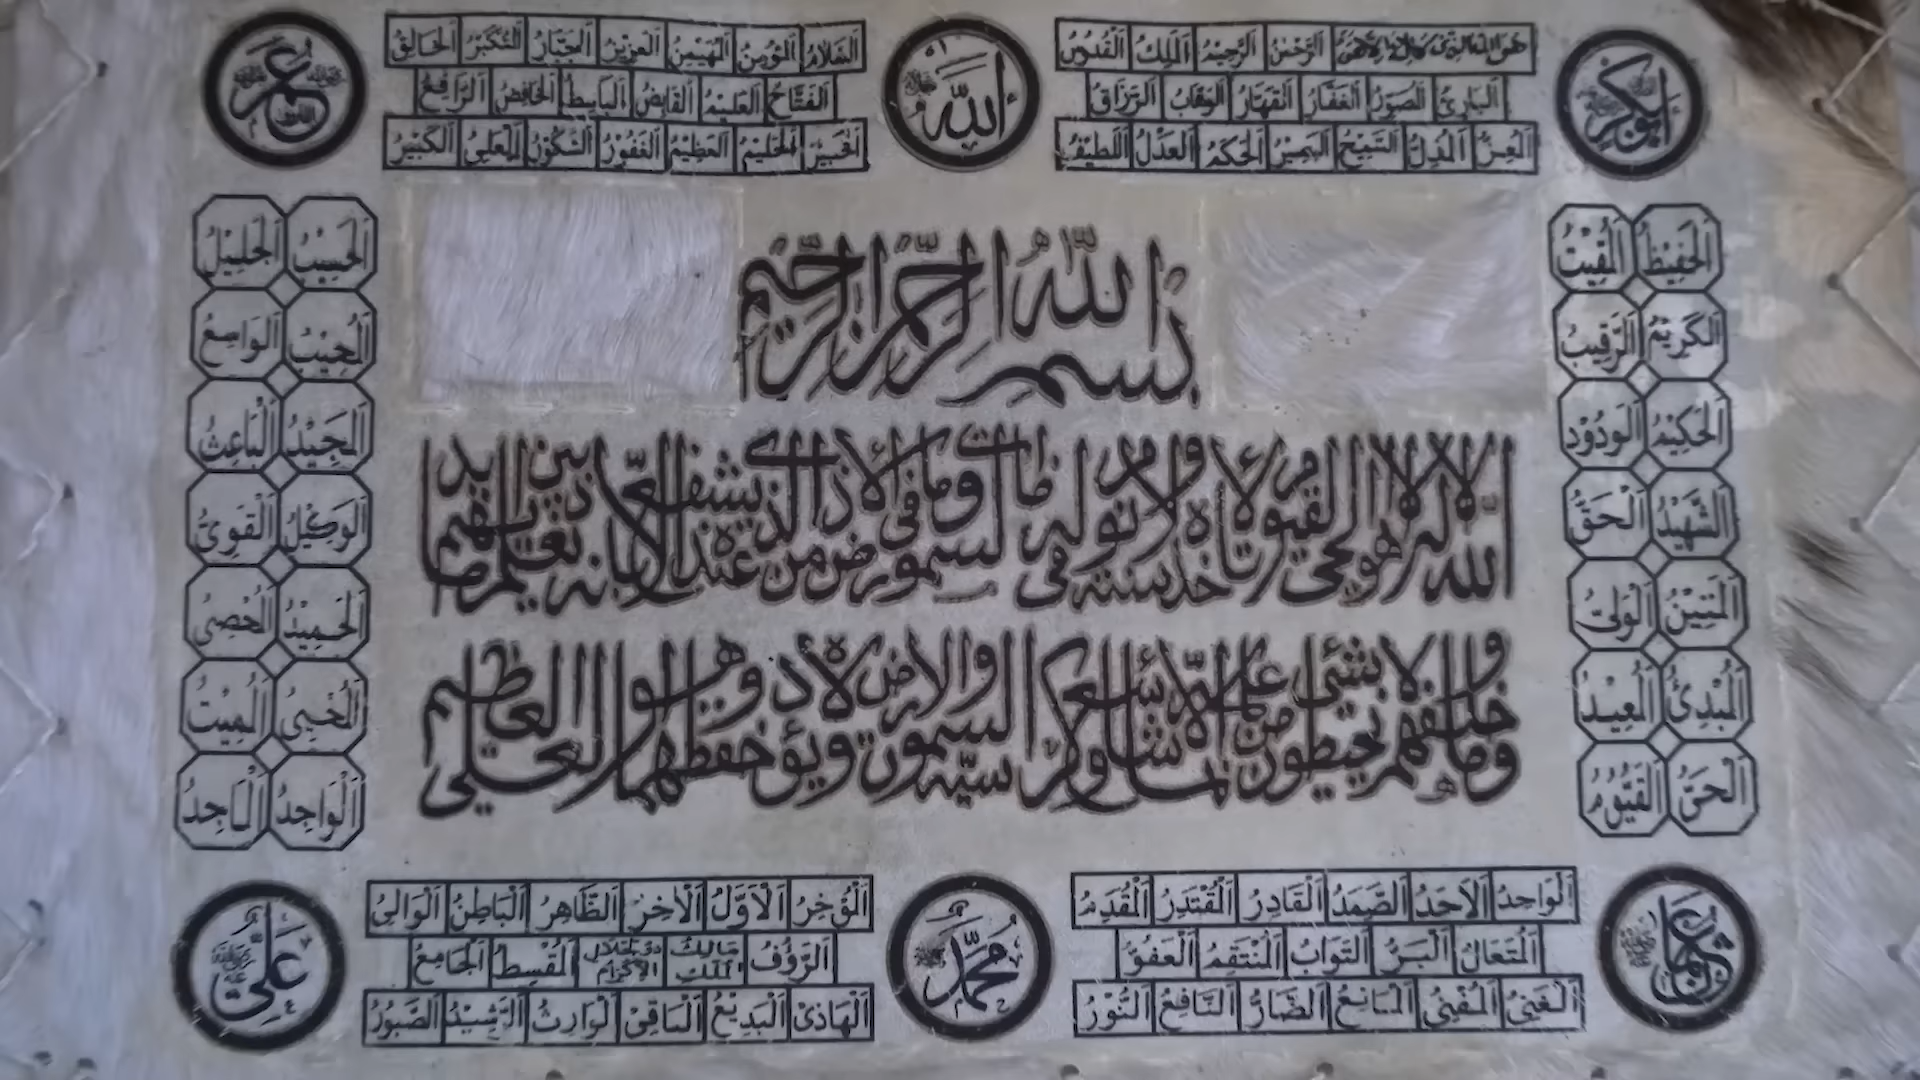 ابوبكر
الله
عمر
هو الله الذي لا إله إلا هو الرحمن الرحيم الملك القدوس
السلام المؤمن المهيمن العزيز الجبار المتكبر الخالق
البارئ المصور الغفار القهار الوهاب الرزاق
الفتاح العليم القابض الباسط الخافض الرافع
المعز المذل السميع البصير الحكم العدل اللطيف
الخبير الحليم العظيم الغفور الشكور العلي الكبير
الحفيظ المقيت
الكريم الرقيب
الحكيم الودود
الشهيد الحق
المتين الولي
المبدئ المعيد
الحي القيوم
بسم الله الرحمن الرحيم
الله لا إله إلا هو الحي القيوم لا تأخذه سنة ولا نوم له ما في السموات وما في الأرض من ذا الذي يشفع عنده إلا بإذنه يعلم ما بين أيديهم
وما خلفهم ولا يحيطون بشيء من علمه إلا بما شاء وسع كرسيه السموات والأرض ولا يؤده حفظهما وهو العلي العظيم
الحسيب الجليل
المجيب الواسع
المجيد الباعث
الوكيل القوي
الحميد المحصي
المحيي المميت
الواجد الماجد
الواحد الأحد الصمد القادر المقتدر المقدم
المؤخر الأول الآخر الظاهر الباطن الوالي
المتعال البر التواب المنتقم العفو
الرؤوف مالك الملك ذو الجلال والإكرام المقسط الجامع
الغني المغني المانع الضار النافع النور
الهادي البديع الباقي الوارث الرشيد الصبور
عثمان
محمد
علي